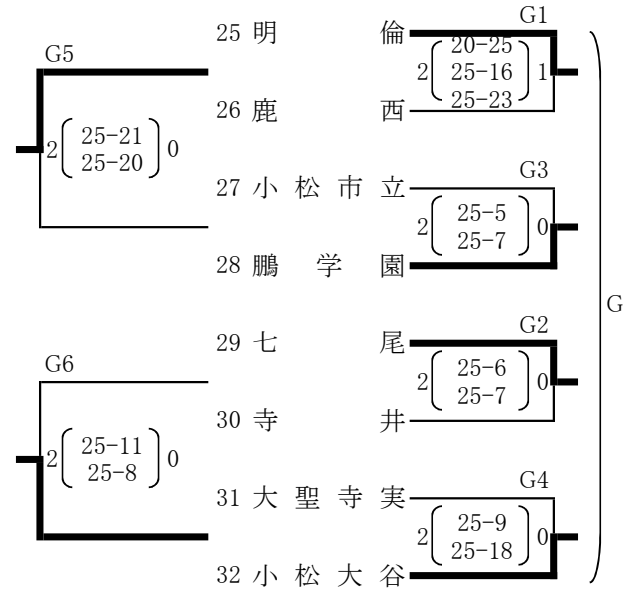 G1
25 明倫
G5
20-25
2 25-16 1
25-23
26 鹿西
25-21
2 0
25-20
G3
27 小松市立
25-5
2 0
25-7
28 鵬学園
G
G2
29 七尾
G6
25-6
2 0
25-7
30 寺井
25-11
2 0
25-8
G4
31 大聖寺実
25-9
2 0
25-18
32 小松大谷